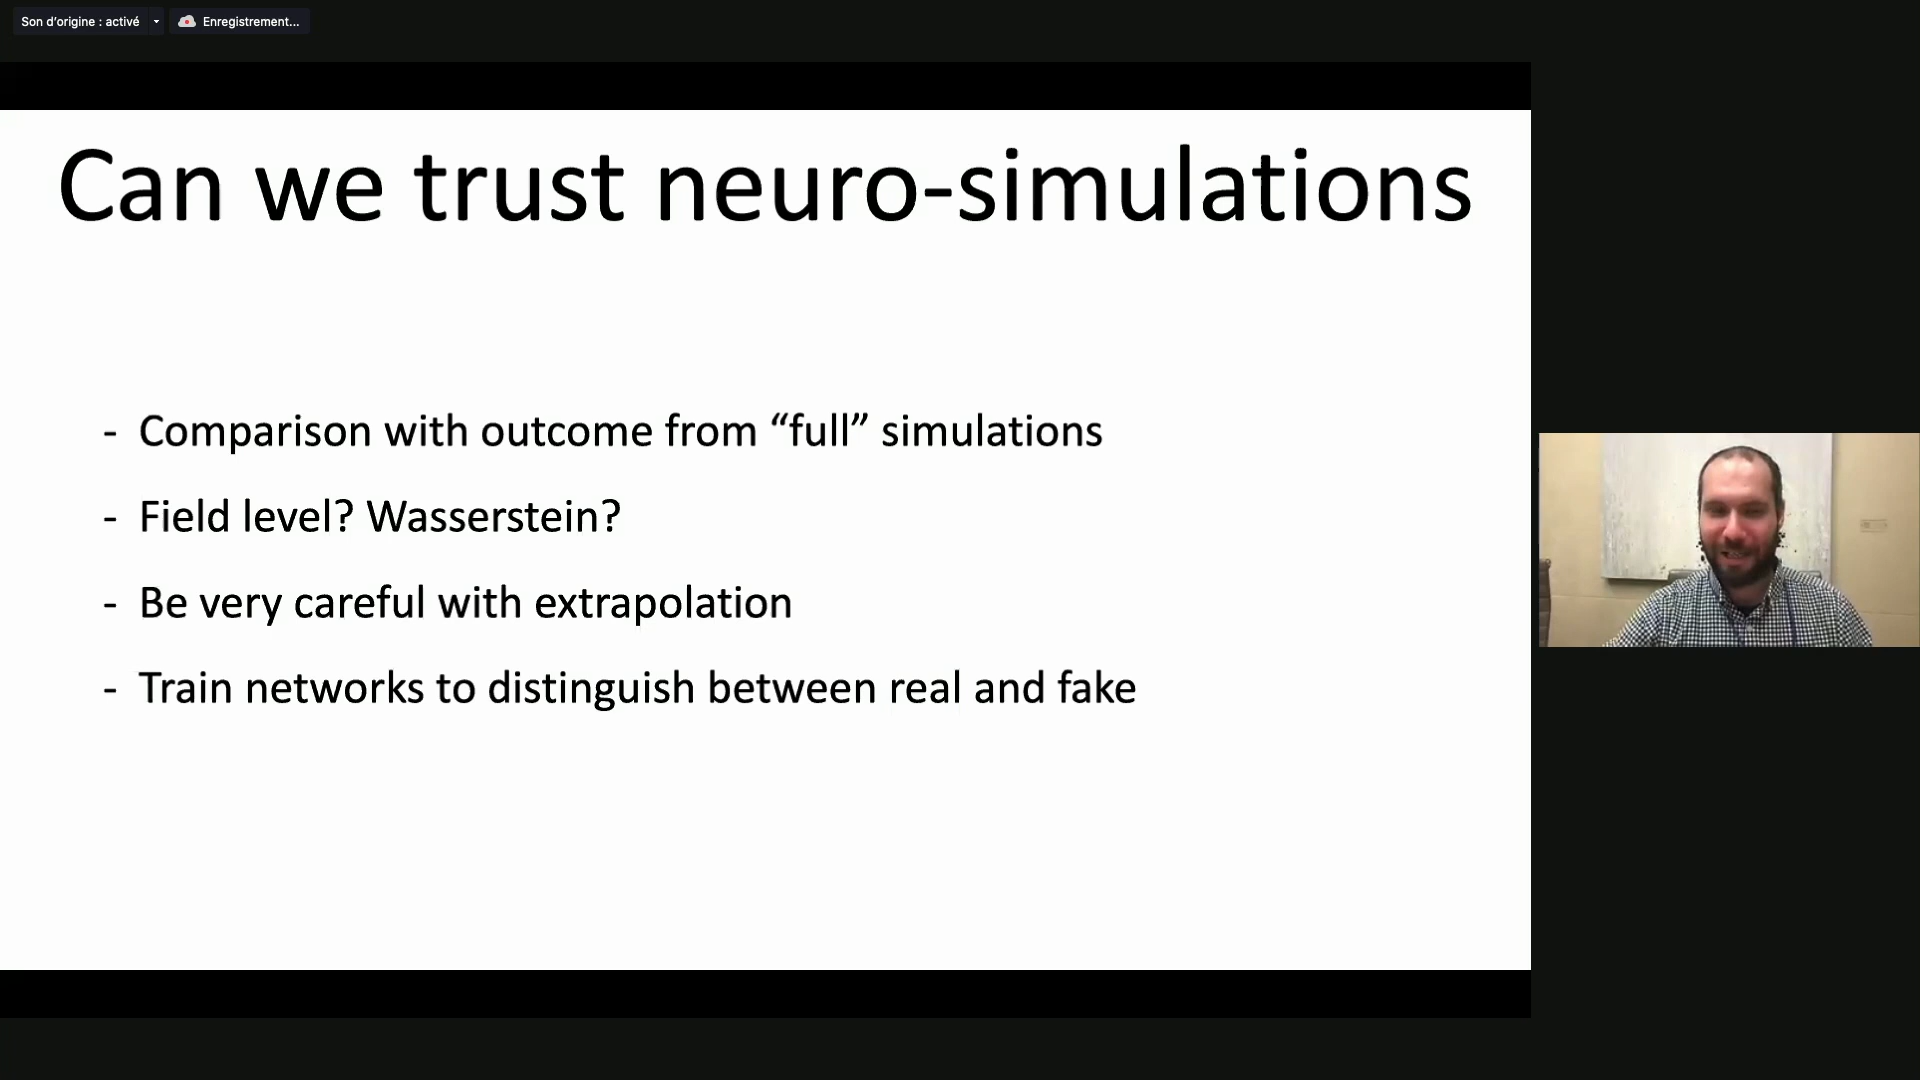 Son d'origine : activé
Enregistrement...
Can we trust neuro-simulations
- Comparison with outcome from “full” simulations
- Field level? Wasserstein?
- Be very careful with extrapolation
- Train networks to distinguish between real and fake